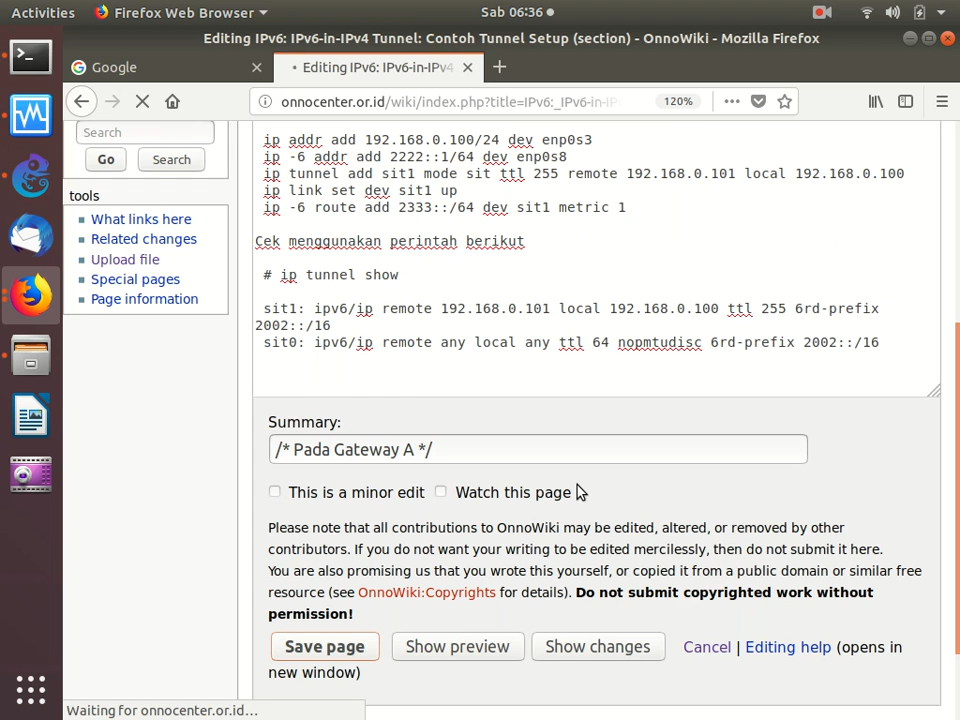 Activities Firefox Web Browser Sab 06:36
Editing IPv6: IPv6-in-IPv4 Tunnel: Contoh Tunnel Setup (section) - OnnoWiki - Mozilla Firefox
Google Editing IPv6: IPv6-in-IPv4
onnocenter.or.id/wiki/index.php?title=IPv6:_IPv6-in-IP 120%
Search
Go Search
tools
What links here
Related changes
Upload file
Special pages
Page information
ip addr add 192.168.0.100/24 dev enp0s3
ip -6 addr add 2222::1/64 dev enp0s8
ip tunnel add sit1 mode sit ttl 255 remote 192.168.0.101 local 192.168.0.100
ip link set dev sit1 up
ip -6 route add 2333::/64 dev sit1 metric 1
Cek menggunakan perintah berikut
# ip tunnel show
sit1: ipv6/ip remote 192.168.0.101 local 192.168.0.100 ttl 255 6rd-prefix
2002::/16
sit0: ipv6/ip remote any local any ttl 64 nopmtudisc 6rd-prefix 2002::/16
Summary:
/* Pada Gateway A */
This is a minor edit Watch this page
Please note that all contributions to OnnoWiki may be edited, altered, or removed by other
contributors. If you do not want your writing to be edited mercilessly, then do not submit it here.
You are also promising us that you wrote this yourself, or copied it from a public domain or similar free
resource (see OnnoWiki:Copyrights for details). Do not submit copyrighted work without
permission!
Save page Show preview Show changes Cancel | Editing help (opens in
new window)
Waiting for onnocenter.or.id...